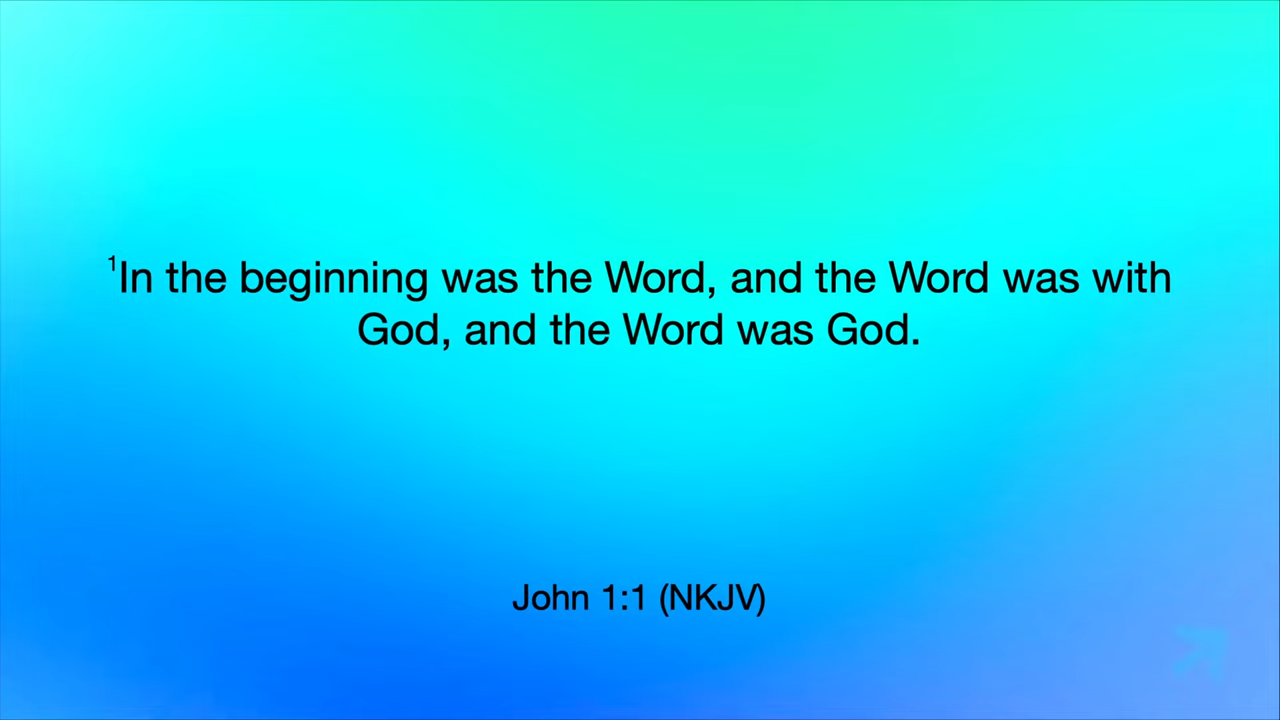 ¹In the beginning was the Word, and the Word was with
God, and the Word was God.
John 1:1 (NKJV)